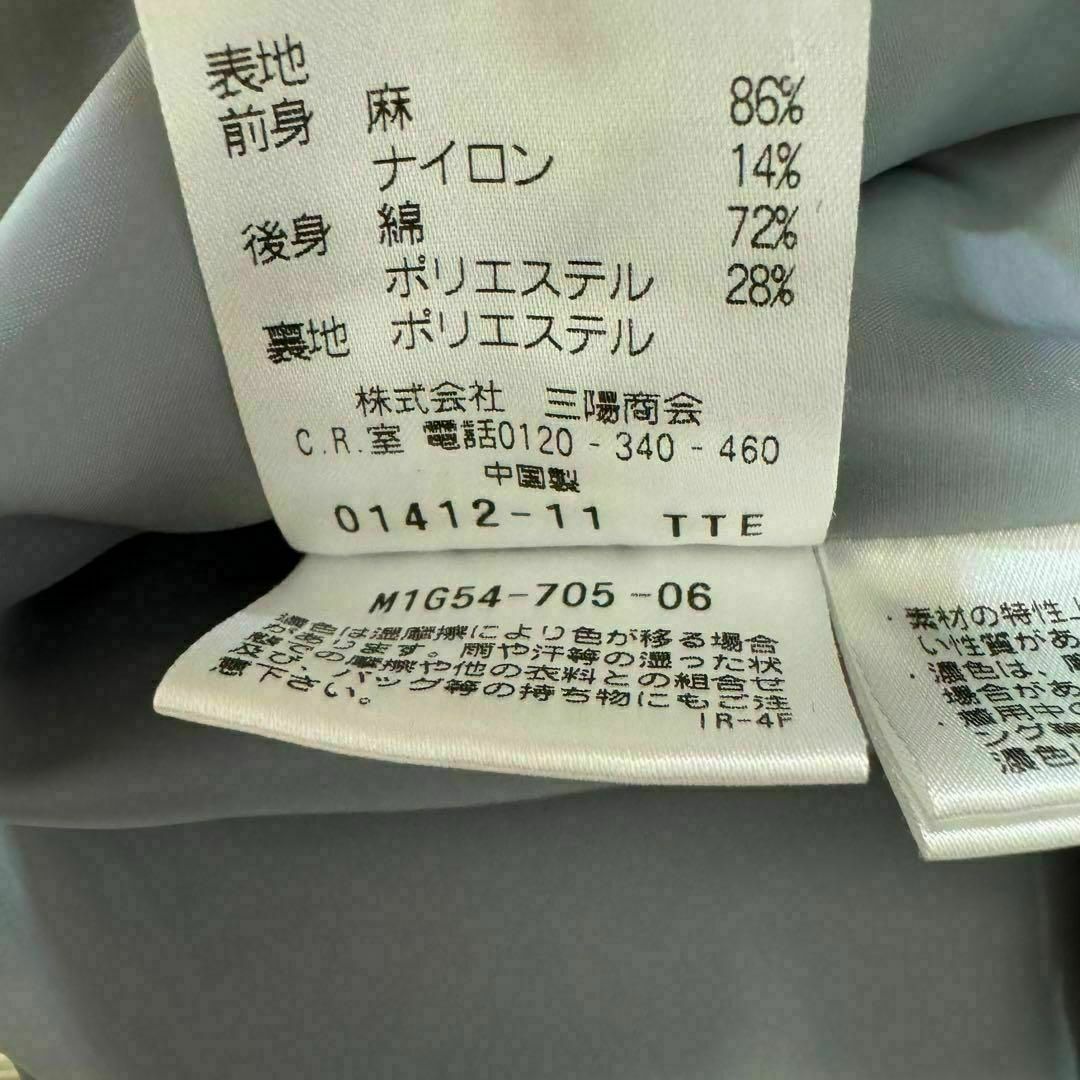 表地
前身 麻 86%
ナイロン 14%
後身 綿 72%
ポリエステル 28%
裏地 ポリエステル
株式会社 三陽商会
C.R.室 電話0120-340-460
中国製
01412-11 TTE
M1G54-705-06
濃色は湿摩擦により色が移る場合
があります。雨や汗等の湿った状
態での摩擦や他の衣料との組合せ
及びバッグ等の持ち物にもご注
意下さい。
IR-4F
素材の特性上
い性質があ
濃色は、摩
場合があ
着用中の
ング
濃色